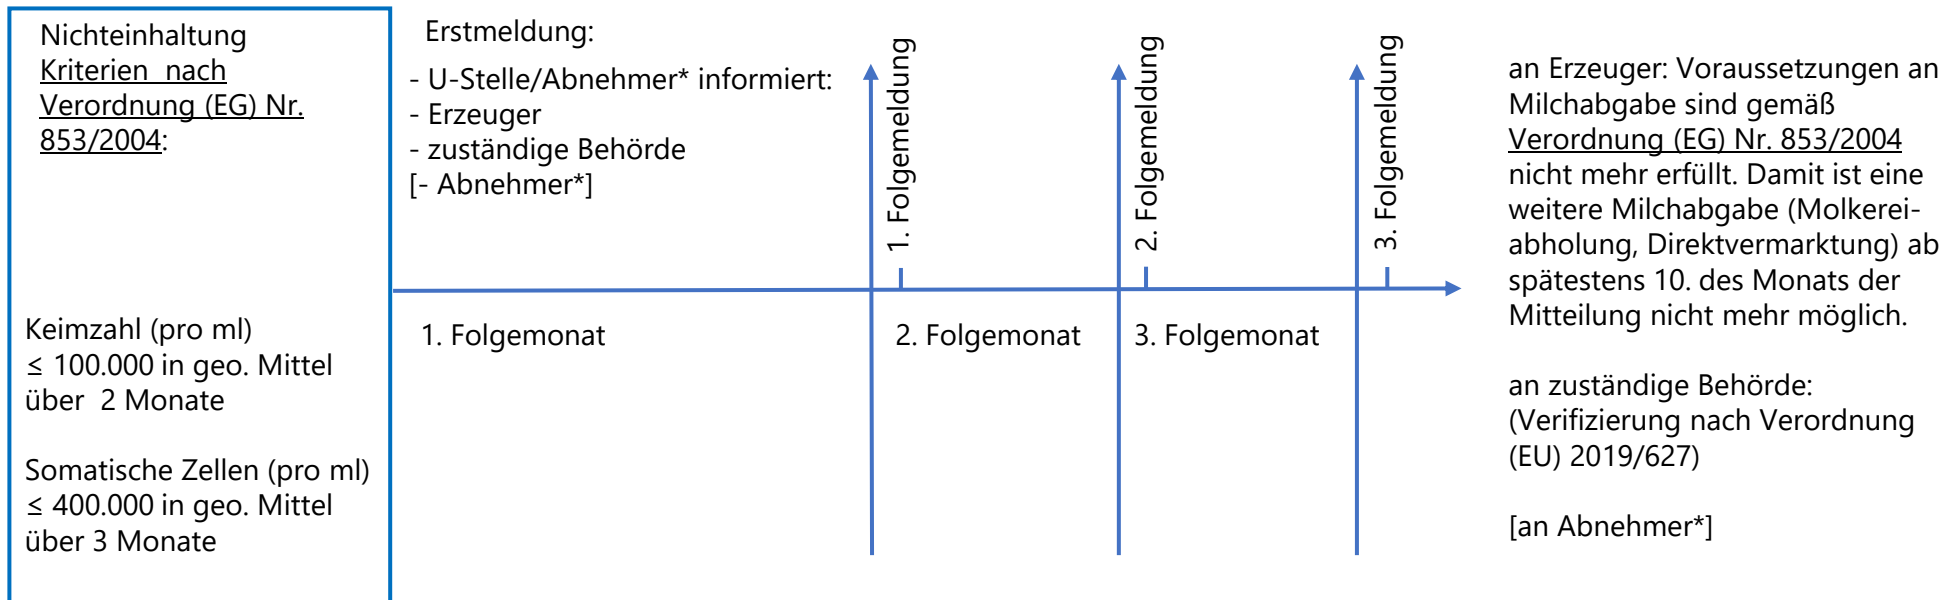 Nichteinhaltung
Kriterien nach
Verordnung (EG) Nr.
853/2004:
Keimzahl (pro ml)
≤ 100.000 in geo. Mittel
über 2 Monate
Somatische Zellen (pro ml)
≤ 400.000 in geo. Mittel
über 3 Monate
Erstmeldung:
- U-Stelle/Abnehmer* informiert:
- Erzeuger
- zuständige Behörde
[- Abnehmer*]
1. Folgemeldung
2. Folgemeldung
3. Folgemeldung
1. Folgemonat
2. Folgemonat
3. Folgemonat
an Erzeuger: Voraussetzungen an
Milchabgabe sind gemäß
Verordnung (EG) Nr. 853/2004
nicht mehr erfüllt. Damit ist eine
weitere Milchabgabe (Molkerei-
abholung, Direktvermarktung) ab
spätestens 10. des Monats der
Mitteilung nicht mehr möglich.
an zuständige Behörde:
(Verifizierung nach Verordnung
(EU) 2019/627)
[an Abnehmer*]